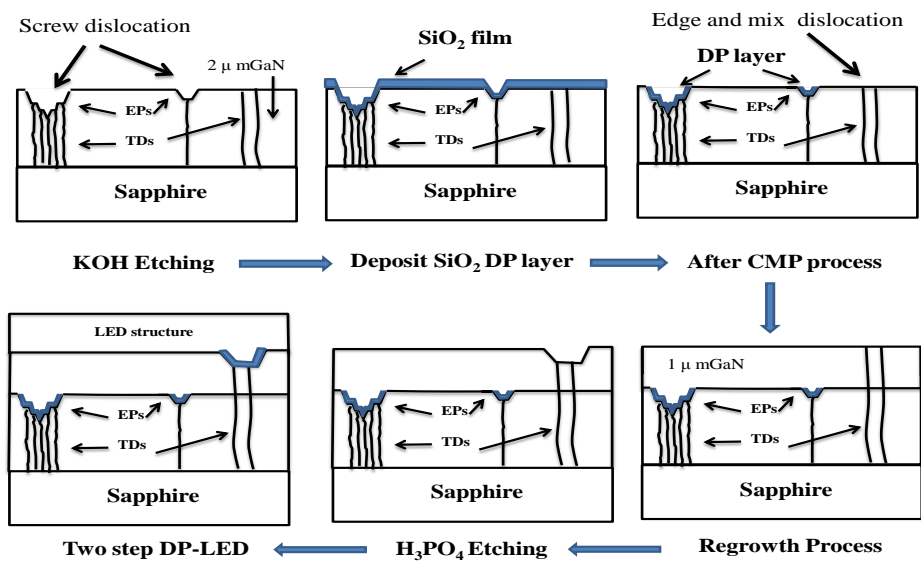 Screw dislocation
2 μ mGaN
EPs
TDs
Sapphire
SiO₂ film
EPs
TDs
Sapphire
Edge and mix dislocation
DP layer
EPs
TDs
Sapphire
KOH Etching
Deposit SiO₂ DP layer
After CMP process
LED structure
EPs
TDs
Sapphire
EPs
TDs
Sapphire
1 μ mGaN
EPs
TDs
Sapphire
Two step DP-LED
H₃PO₄ Etching
Regrowth Process